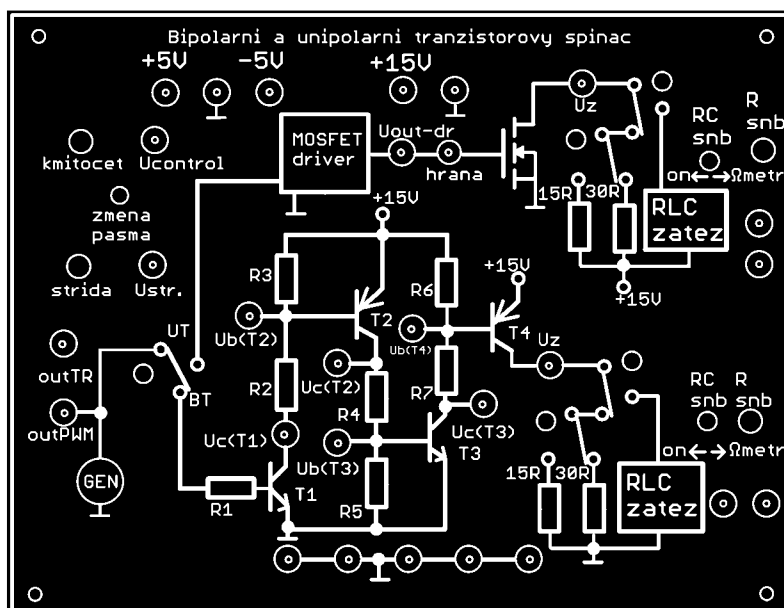 Bipolarni a unipolarni tranzistorovy spinac
+5V
-5V
+15V
Uz
RC
snb
R
snb
kmitocet
Ucontrol
MOSFET
driver
Uout-dr
hrana
on
Ωmetr
zmena
pasma
15R
30R
RLC
zatez
+15V
strida
Ustr.
R3
R6
+15V
+15V
Ub(T2)
T2
Ub(T4)
T4
Uz
UT
outTR
BT
R2
Uc(T2)
R7
RC
snb
R
snb
outPWM
Uc(T1)
R4
Uc(T3)
Ub(T3)
T3
on
Ωmetr
15R
30R
RLC
zatez
GEN
R1
T1
R5